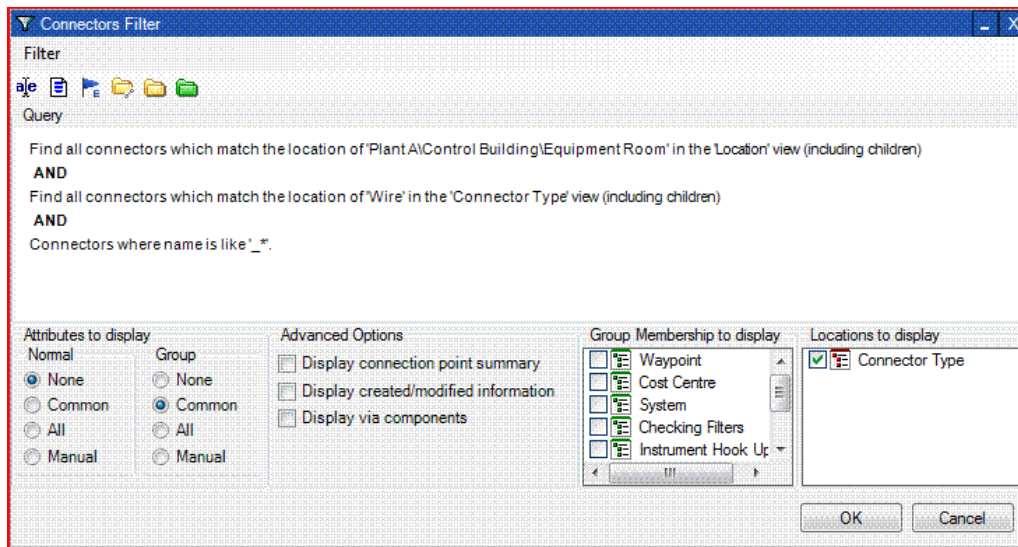 Connectors Filter
Filter
Query
Find all connectors which match the location of 'Plant A\Control Building\Equipment Room' in the 'Location' view (including children)
AND
Find all connectors which match the location of 'Wire' in the 'Connector Type' view (including children)
AND
Connectors where name is like '_*'.
Attributes to display
Normal
None
Common
All
Manual
Group
None
Common
All
Manual
Advanced Options
Display connection point summary
Display created/modified information
Display via components
Group Membership to display
Waypoint
Cost Centre
System
Checking Filters
Instrument Hook
Locations to display
Connector Type
OK
Cancel